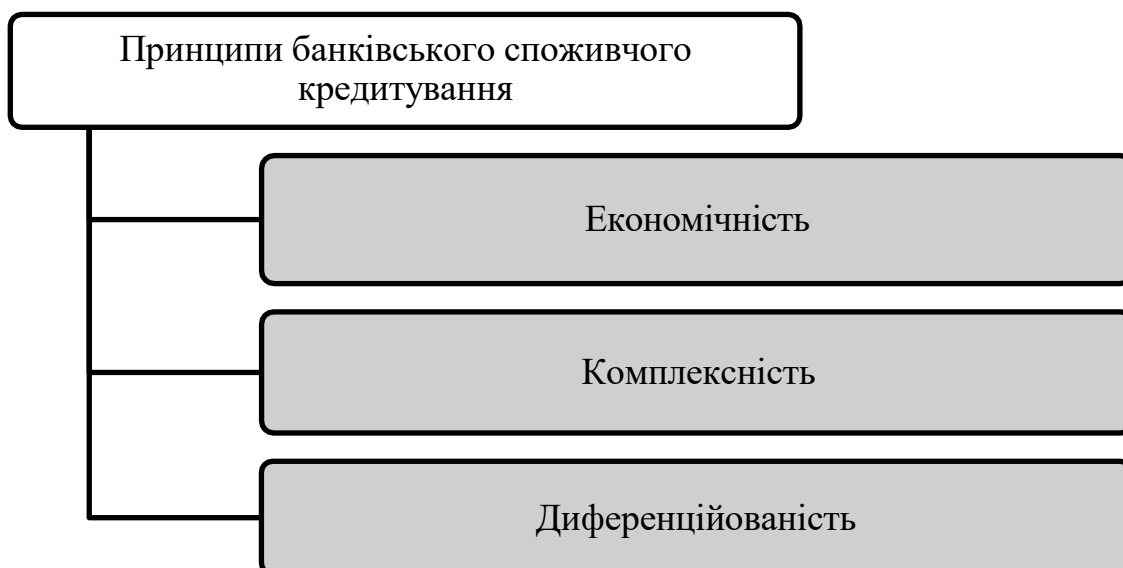 Принципи банківського споживчого
кредитування
Економічність
Комплексність
Диференційованість